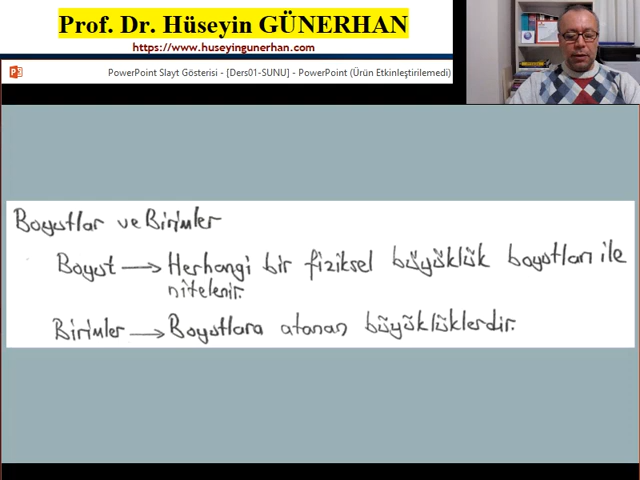 Prof. Dr. Hüseyin GÜNERHAN
https://www.huseyingunerhan.com
PowerPoint Slayt Gösterisi - [Ders01-SUNU] - PowerPoint (Ürün Etkinleştirilemedi)
Boyutlar ve Birimler
Boyut → Herhangi bir fiziksel büyüklük boyutları ile
nitelenir.
Birimler → Boyutlara atanan büyüklüklerdir.